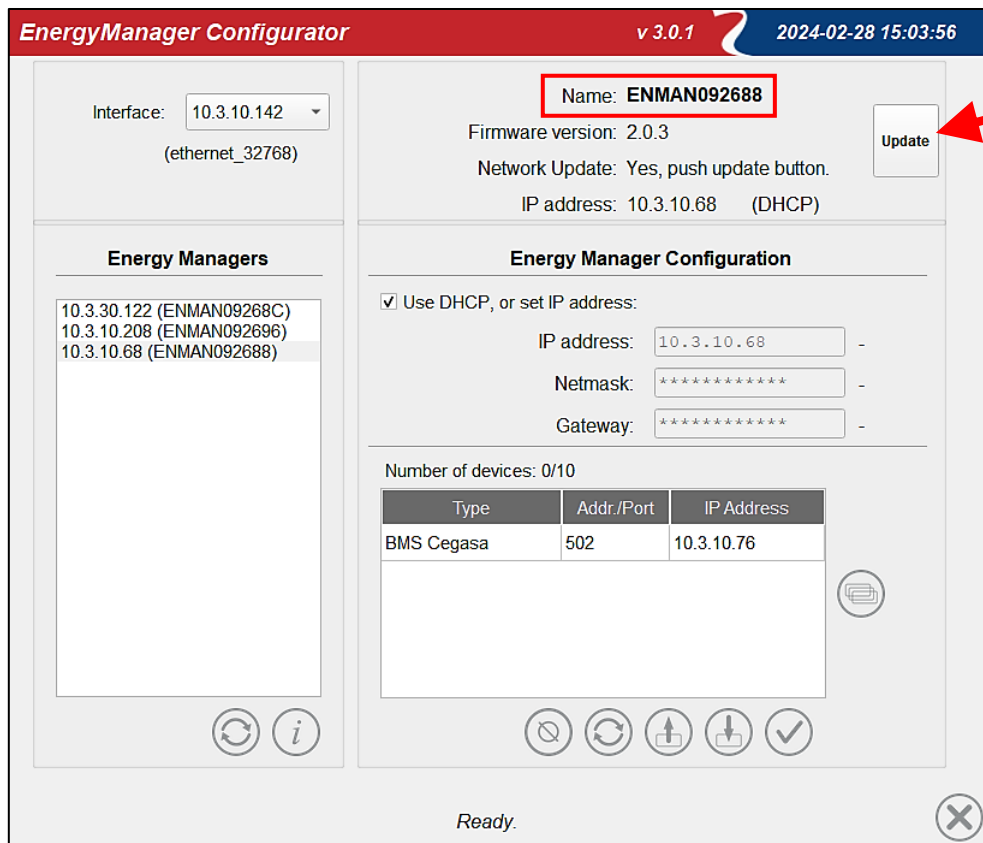 EnergyManager Configurator v 3.0.1 2024-02-28 15:03:56
Interface: 10.3.10.142
(ethernet_32768)
Name: ENMAN092688
Firmware version: 2.0.3
Network Update: Yes, push update button.
IP address: 10.3.10.68 (DHCP)
Update
Energy Managers
10.3.30.122 (ENMAN09268C)
10.3.10.208 (ENMAN092696)
10.3.10.68 (ENMAN092688)
Energy Manager Configuration
Use DHCP, or set IP address:
IP address: 10.3.10.68 -
Netmask: ************ -
Gateway: ************ -
Number of devices: 0/10
Type Addr./Port IP Address
BMS Cegasa 502 10.3.10.76
i
Ready.